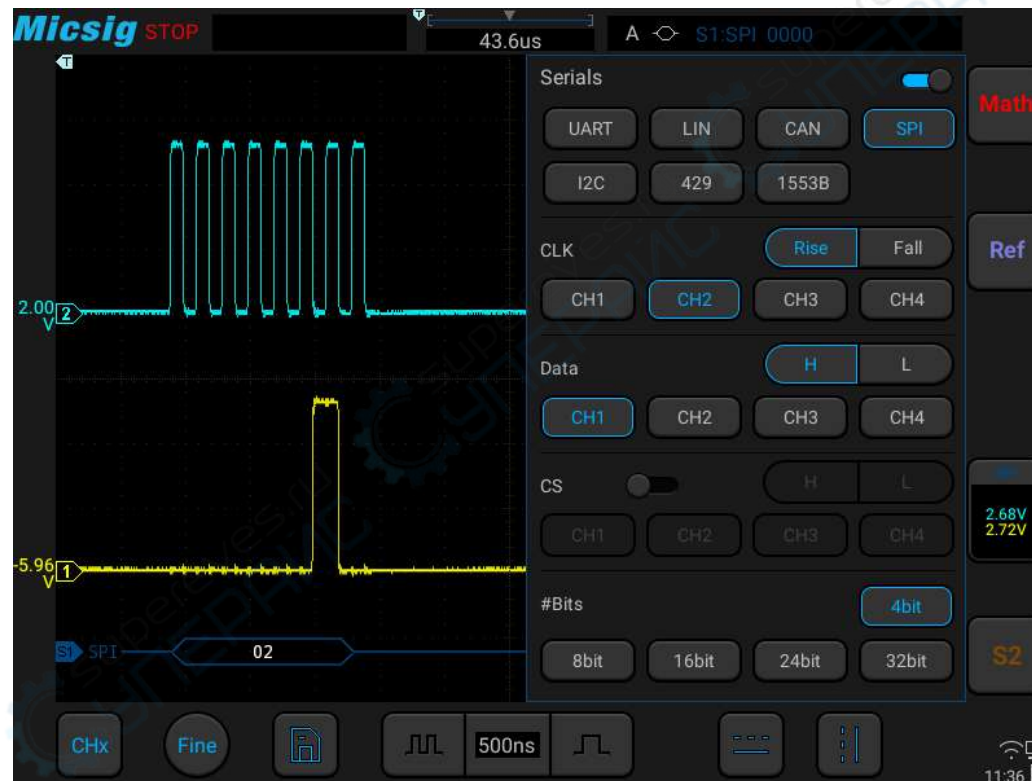 Micsig STOP
T
43.6us
A S1:SPI 0000
T
Serials
Math
UART LIN CAN SPI
I2C 429 1553B
CLK Rise Fall
Ref
CH1 CH2 CH3 CH4
2.00
V
2
Data H L
CH1 CH2 CH3 CH4
CS H L
2.68V
2.72V
CH1 CH2 CH3 CH4
-5.96
V
1
#Bits 4bit
S1 SPI 02
8bit 16bit 24bit 32bit
S2
CHx Fine 500ns
11:36
supereyes.ru
СУПЕРАЙС